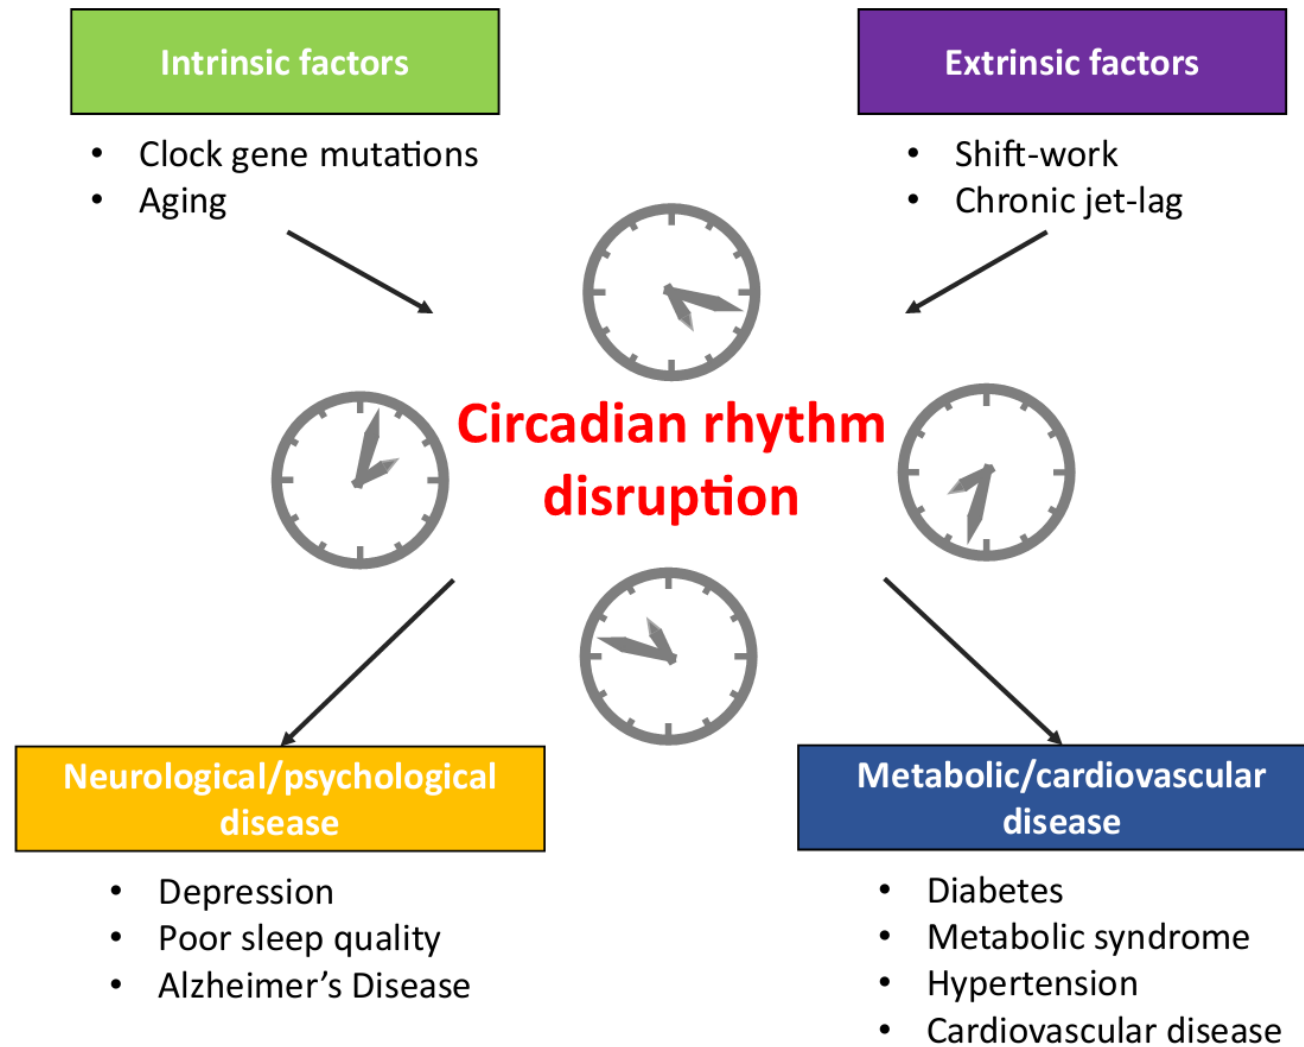 Intrinsic factors
• Clock gene mutations
• Aging
Extrinsic factors
• Shift-work
• Chronic jet-lag
Circadian rhythm
disruption
Neurological/psychological
disease
• Depression
• Poor sleep quality
• Alzheimer’s Disease
Metabolic/cardiovascular
disease
• Diabetes
• Metabolic syndrome
• Hypertension
• Cardiovascular disease